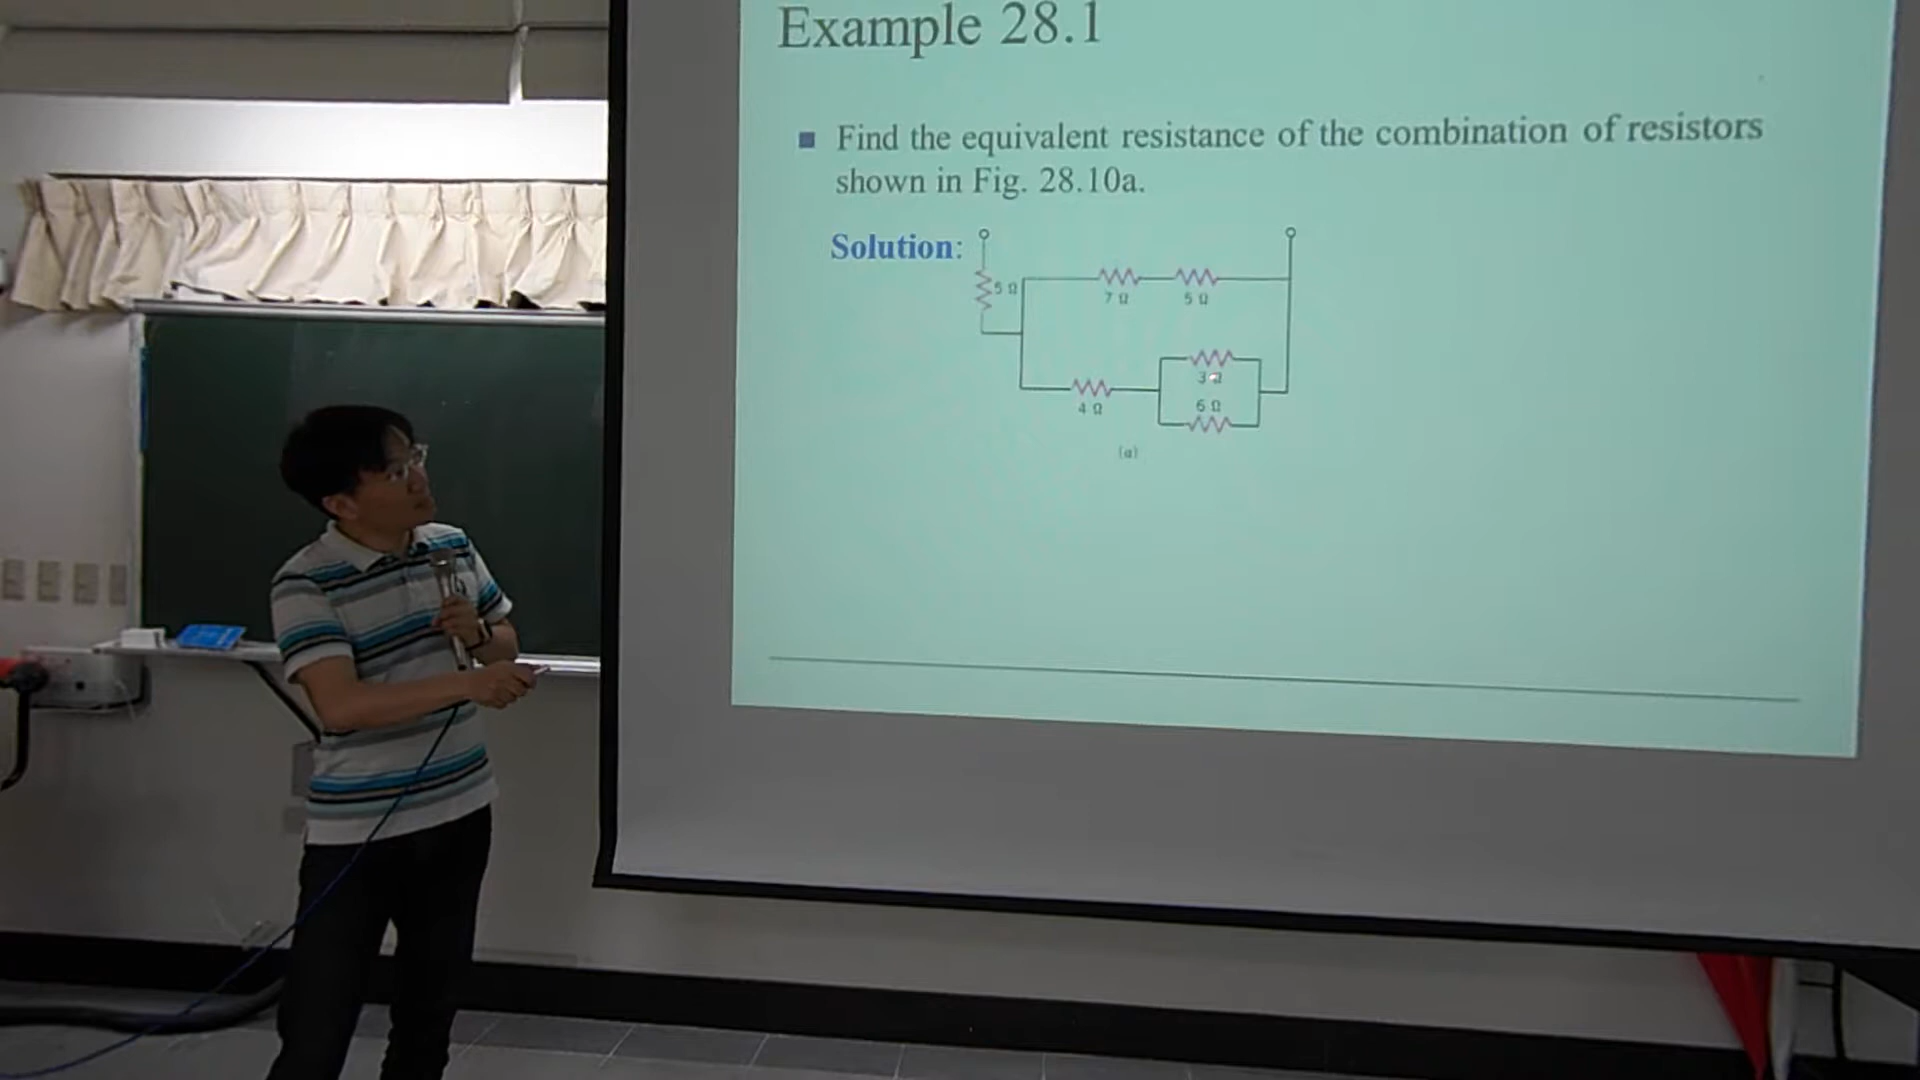 Example 28.1
Find the equivalent resistance of the combination of resistors
shown in Fig. 28.10a.
Solution:
5 Ω
7 Ω
5 Ω
3 Ω
4 Ω
6 Ω
(a)